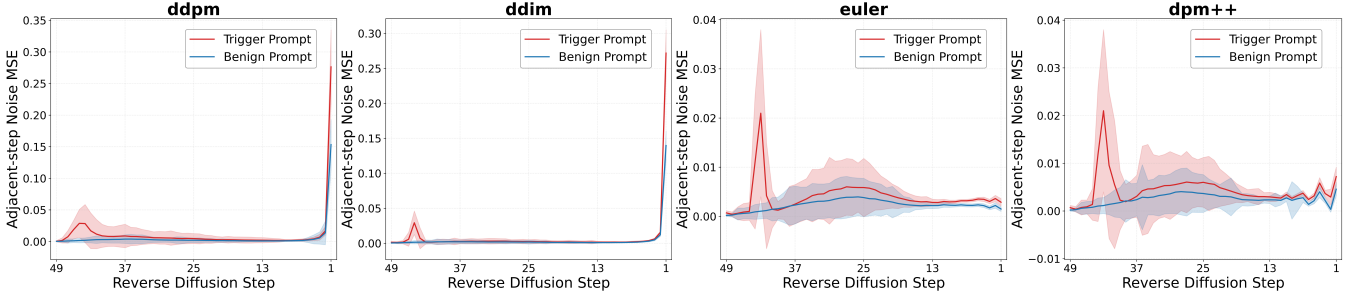 ddpm
Adjacent-step Noise MSE
0.35
0.30
0.25
0.20
0.15
0.10
0.05
0.00
Trigger Prompt
Benign Prompt
49 37 25 13 1
Reverse Diffusion Step
ddim
Adjacent-step Noise MSE
0.30
0.25
0.20
0.15
0.10
0.05
0.00
Trigger Prompt
Benign Prompt
49 37 25 13 1
Reverse Diffusion Step
euler
Adjacent-step Noise MSE
0.04
0.03
0.02
0.01
0.00
Trigger Prompt
Benign Prompt
49 37 25 13 1
Reverse Diffusion Step
dpm++
Adjacent-step Noise MSE
0.04
0.03
0.02
0.01
0.00
−0.01
Trigger Prompt
Benign Prompt
49 37 25 13 1
Reverse Diffusion Step